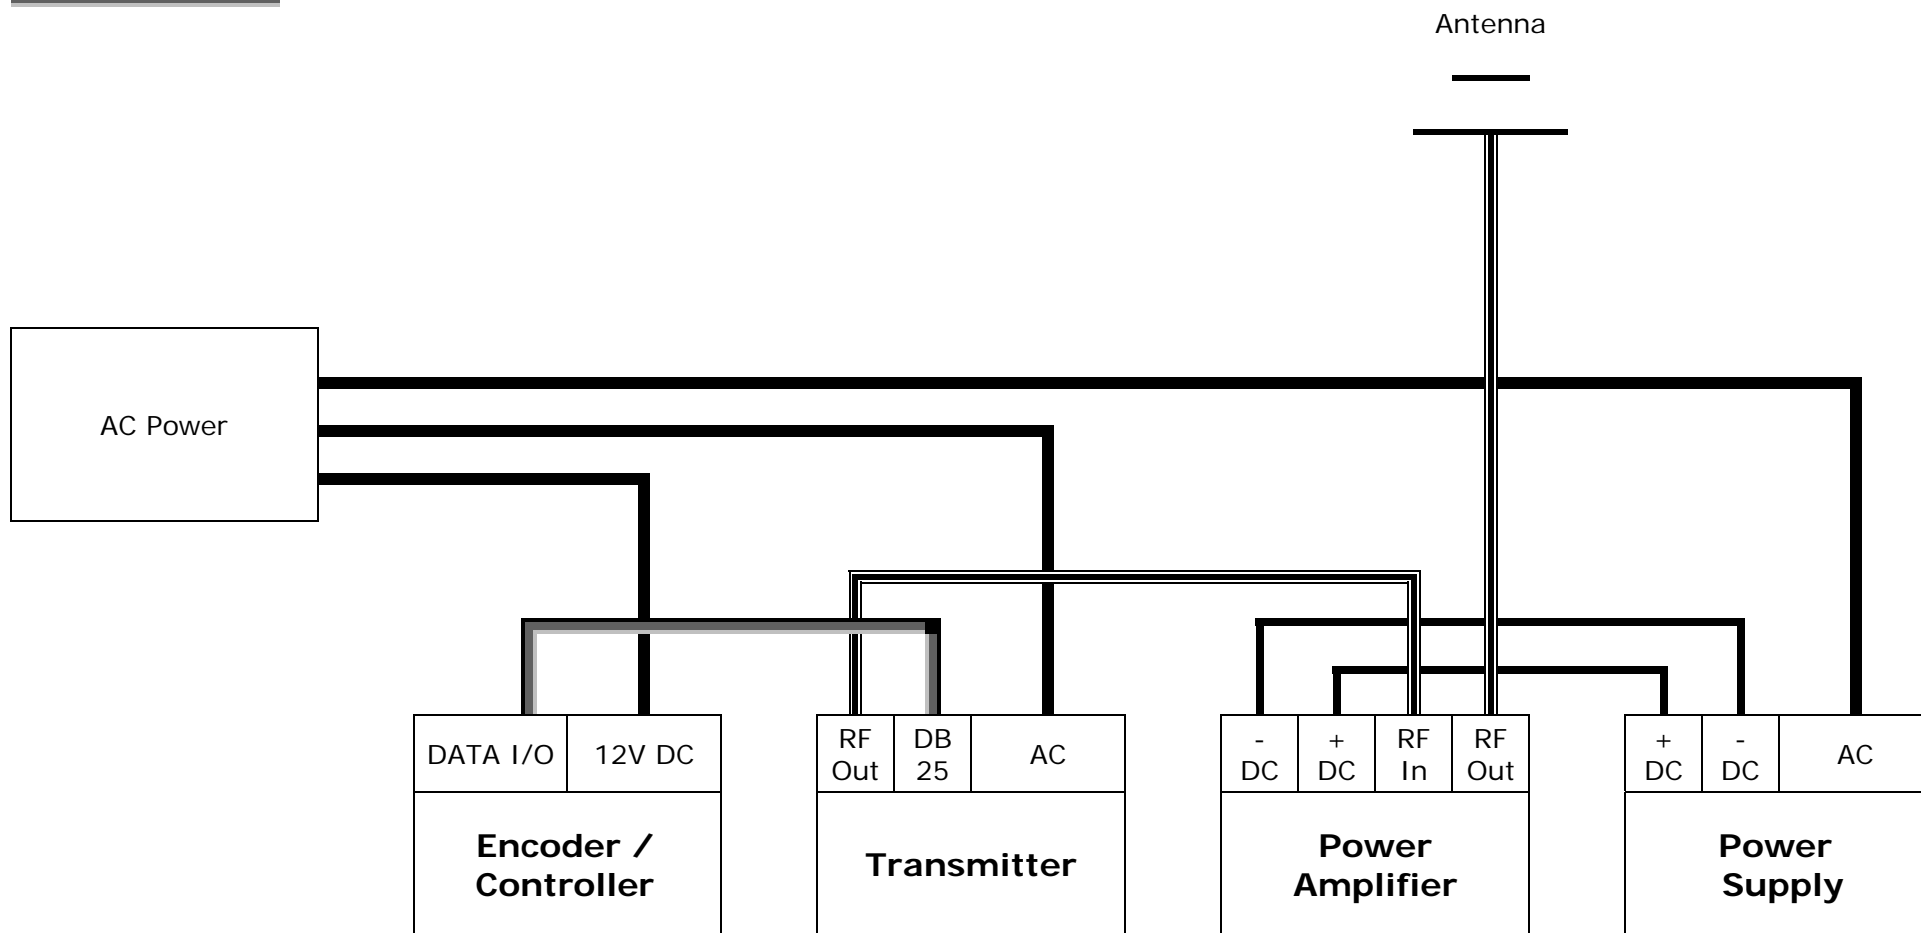 Antenna
AC Power
DATA I/O
12V DC
RF
Out
DB
25
AC
-
DC
+
DC
RF
In
RF
Out
+
DC
-
DC
AC
Encoder /
Controller
Transmitter
Power
Amplifier
Power
Supply